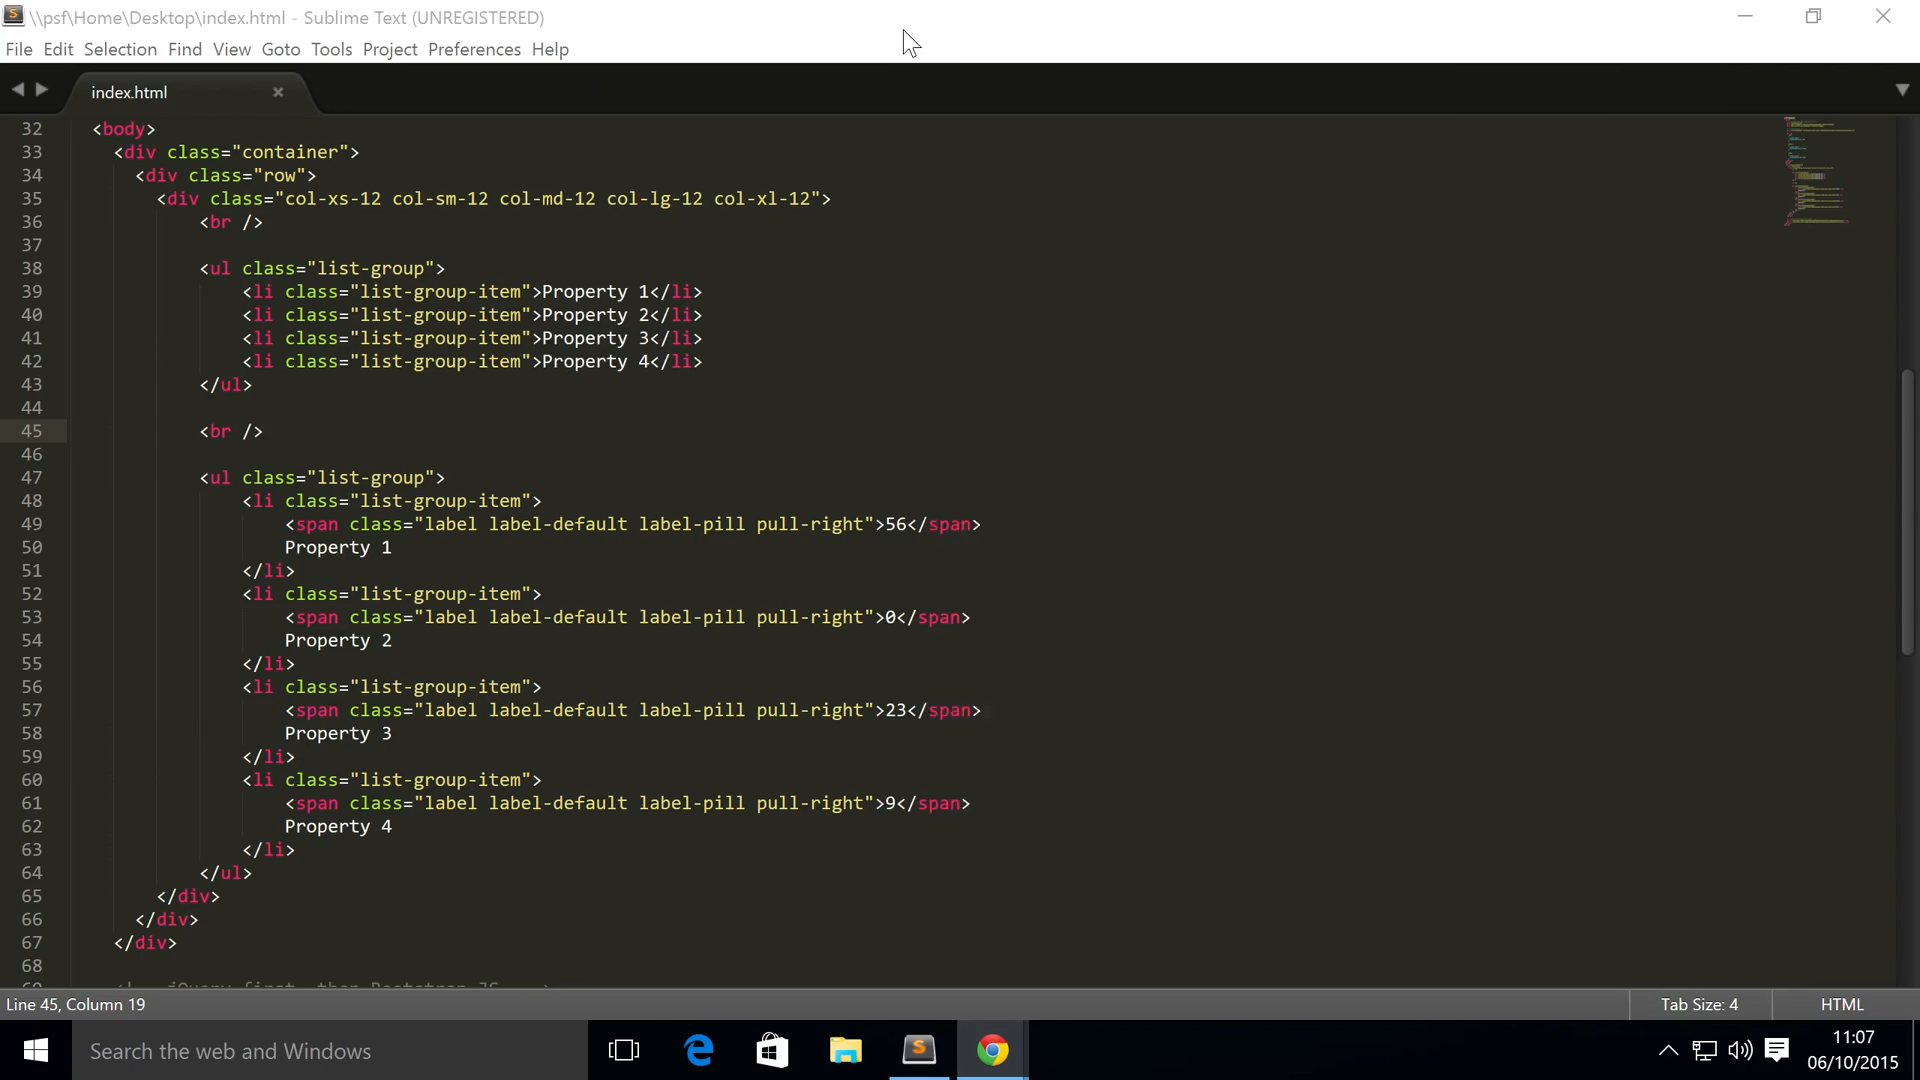 \\psf\Home\Desktop\index.html - Sublime Text (UNREGISTERED)
File Edit Selection Find View Goto Tools Project Preferences Help
index.html
32 <body>
33 <div class="container">
34 <div class="row">
35 <div class="col-xs-12 col-sm-12 col-md-12 col-lg-12 col-xl-12">
36 <br />
37
38 <ul class="list-group">
39 <li class="list-group-item">Property 1</li>
40 <li class="list-group-item">Property 2</li>
41 <li class="list-group-item">Property 3</li>
42 <li class="list-group-item">Property 4</li>
43 </ul>
44
45 <br />
46
47 <ul class="list-group">
48 <li class="list-group-item">
49 <span class="label label-default label-pill pull-right">56</span>
50 Property 1
51 </li>
52 <li class="list-group-item">
53 <span class="label label-default label-pill pull-right">0</span>
54 Property 2
55 </li>
56 <li class="list-group-item">
57 <span class="label label-default label-pill pull-right">23</span>
58 Property 3
59 </li>
60 <li class="list-group-item">
61 <span class="label label-default label-pill pull-right">9</span>
62 Property 4
63 </li>
64 </ul>
65 </div>
66 </div>
67 </div>
68
69 <!-- jQuery first, then Bootstrap JS. -->
Line 45, Column 19
Tab Size: 4
HTML
Search the web and Windows
11:07
06/10/2015